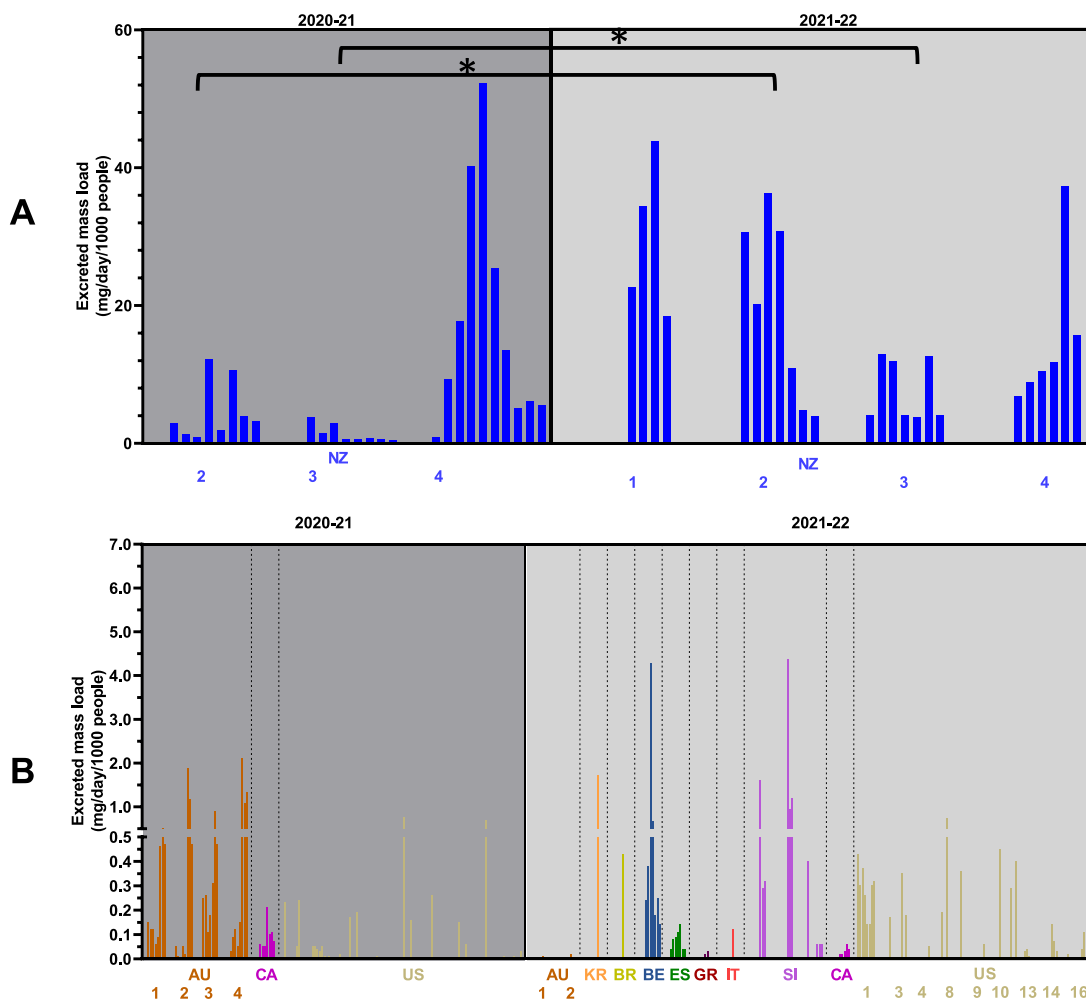 2020-21 2021-22
A
Excreted mass load
(mg/day/1000 people)
60
40
20
0
* *
NZ NZ
2 3 4 1 2 3 4
2020-21 2021-22
B
Excreted mass load
(mg/day/1000 people)
7.0
6.0
5.0
4.0
3.0
2.0
1.0
0.5
0.4
0.3
0.2
0.1
0.0
AU CA US AU KR BR BE ES GR IT SI CA US
1 2 3 4 1 2 1 3 4 8 9 10 13 14 16